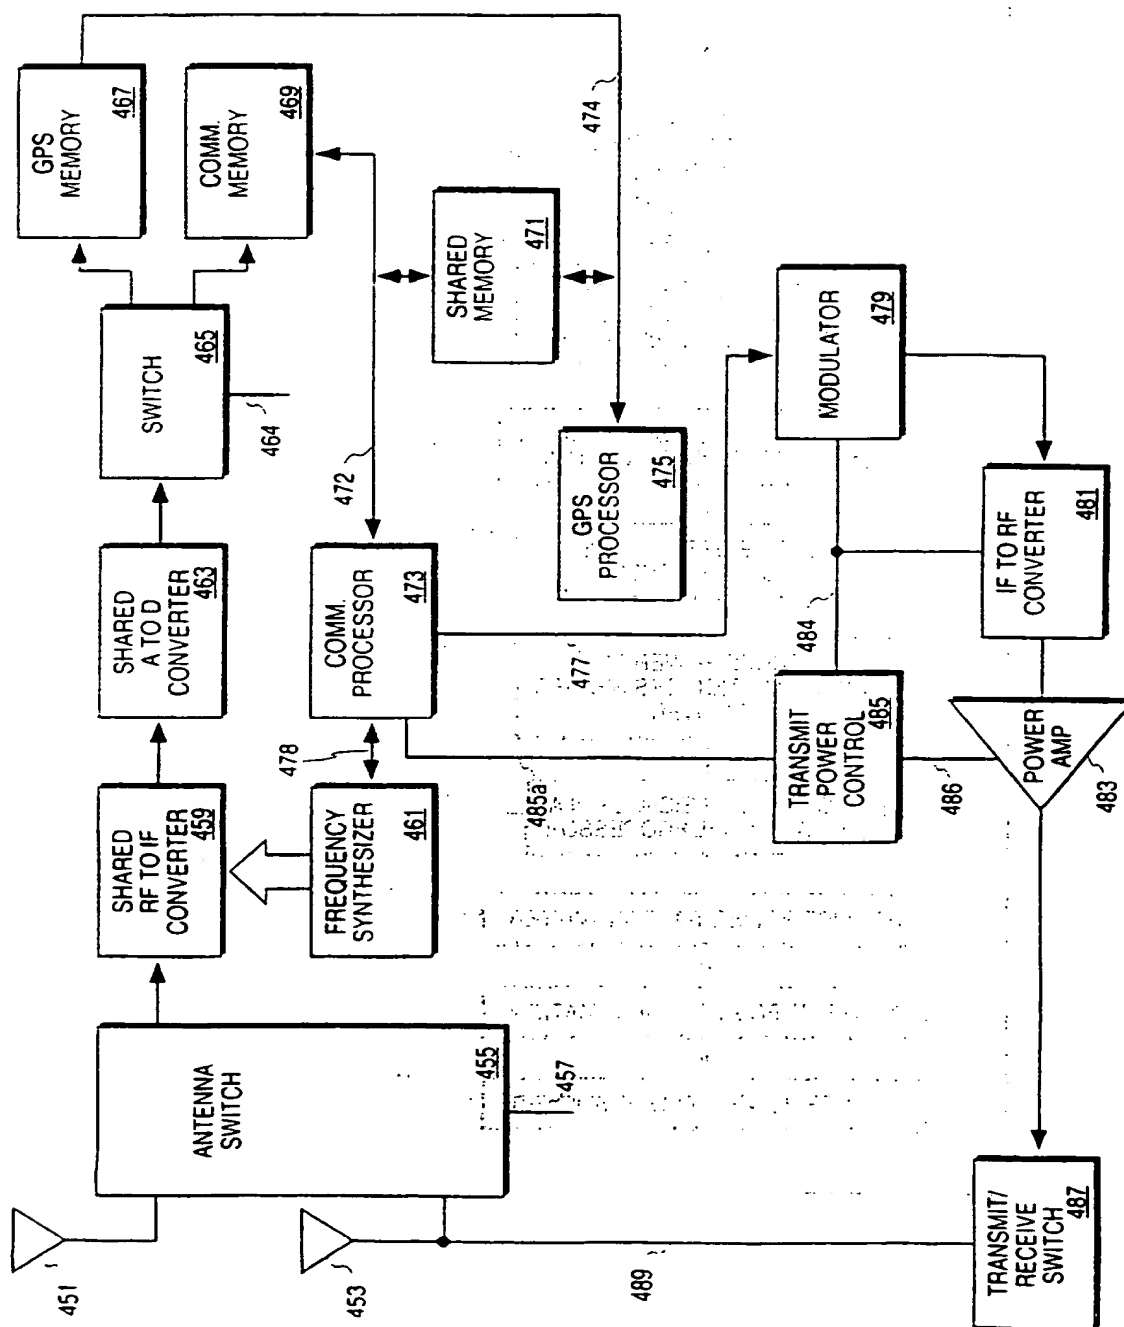 451
453
ANTENNA
SWITCH
455
457
SHARED
RF TO IF
CONVERTER
459
FREQUENCY
SYNTHESIZER
461
478
SHARED
A TO D
CONVERTER
463
SWITCH
465
464
GPS
MEMORY
467
COMM.
MEMORY
469
472
COMM.
PROCESSOR
473
SHARED
MEMORY
471
474
GPS
PROCESSOR
475
477
485a
MODULATOR
479
484
TRANSMIT
POWER
CONTROL
485
486
IF TO RF
CONVERTER
481
POWER
AMP
483
TRANSMIT/
RECEIVE
SWITCH
487
489